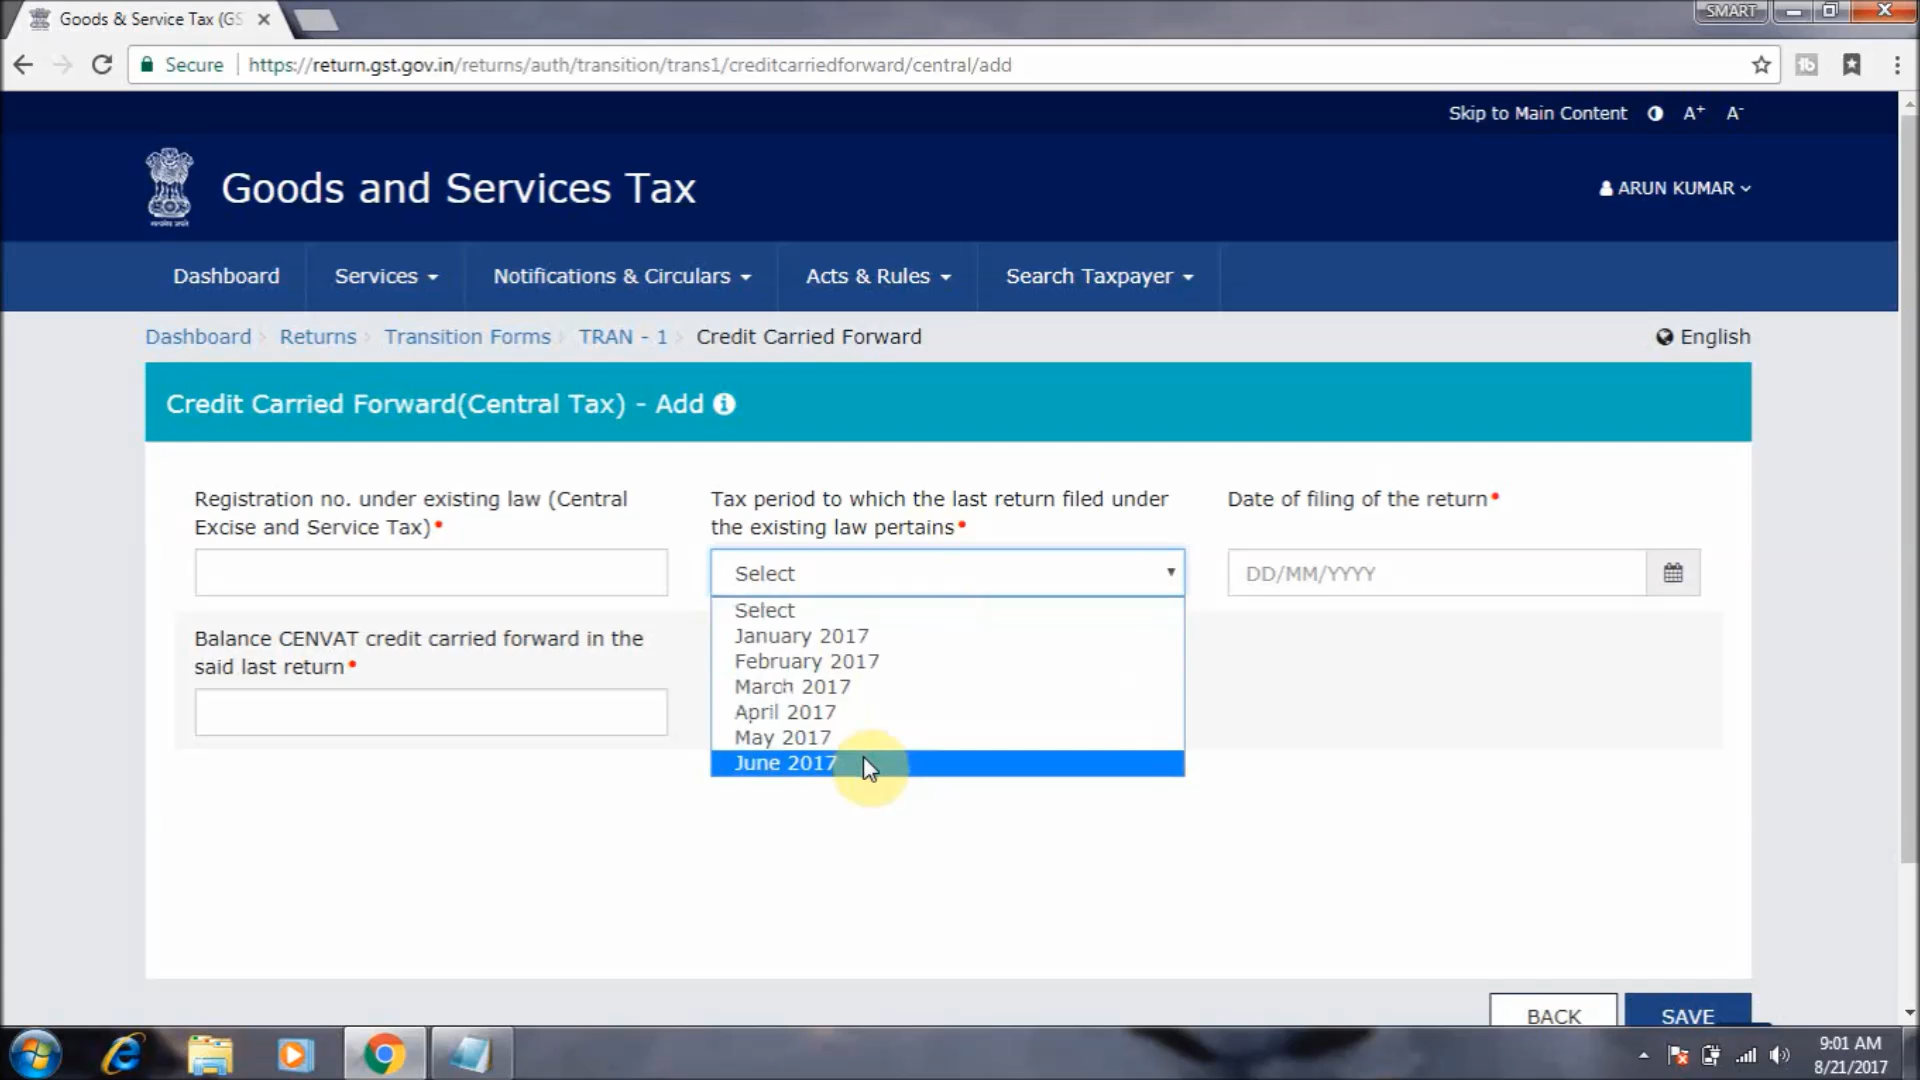 Goods & Service Tax (GS
SMART
Secure
https://return.gst.gov.in/returns/auth/transition/trans1/creditcarriedforward/central/add
Skip to Main Content A+ A-
Goods and Services Tax
ARUN KUMAR
Dashboard Services Notifications & Circulars Acts & Rules Search Taxpayer
Dashboard Returns Transition Forms TRAN - 1 Credit Carried Forward
English
Credit Carried Forward(Central Tax) - Add
Registration no. under existing law (Central
Excise and Service Tax)•
Tax period to which the last return filed under
the existing law pertains•
Date of filing of the return•
Select
DD/MM/YYYY
Select
January 2017
February 2017
March 2017
April 2017
May 2017
June 2017
Balance CENVAT credit carried forward in the
said last return•
BACK
SAVE
9:01 AM
8/21/2017